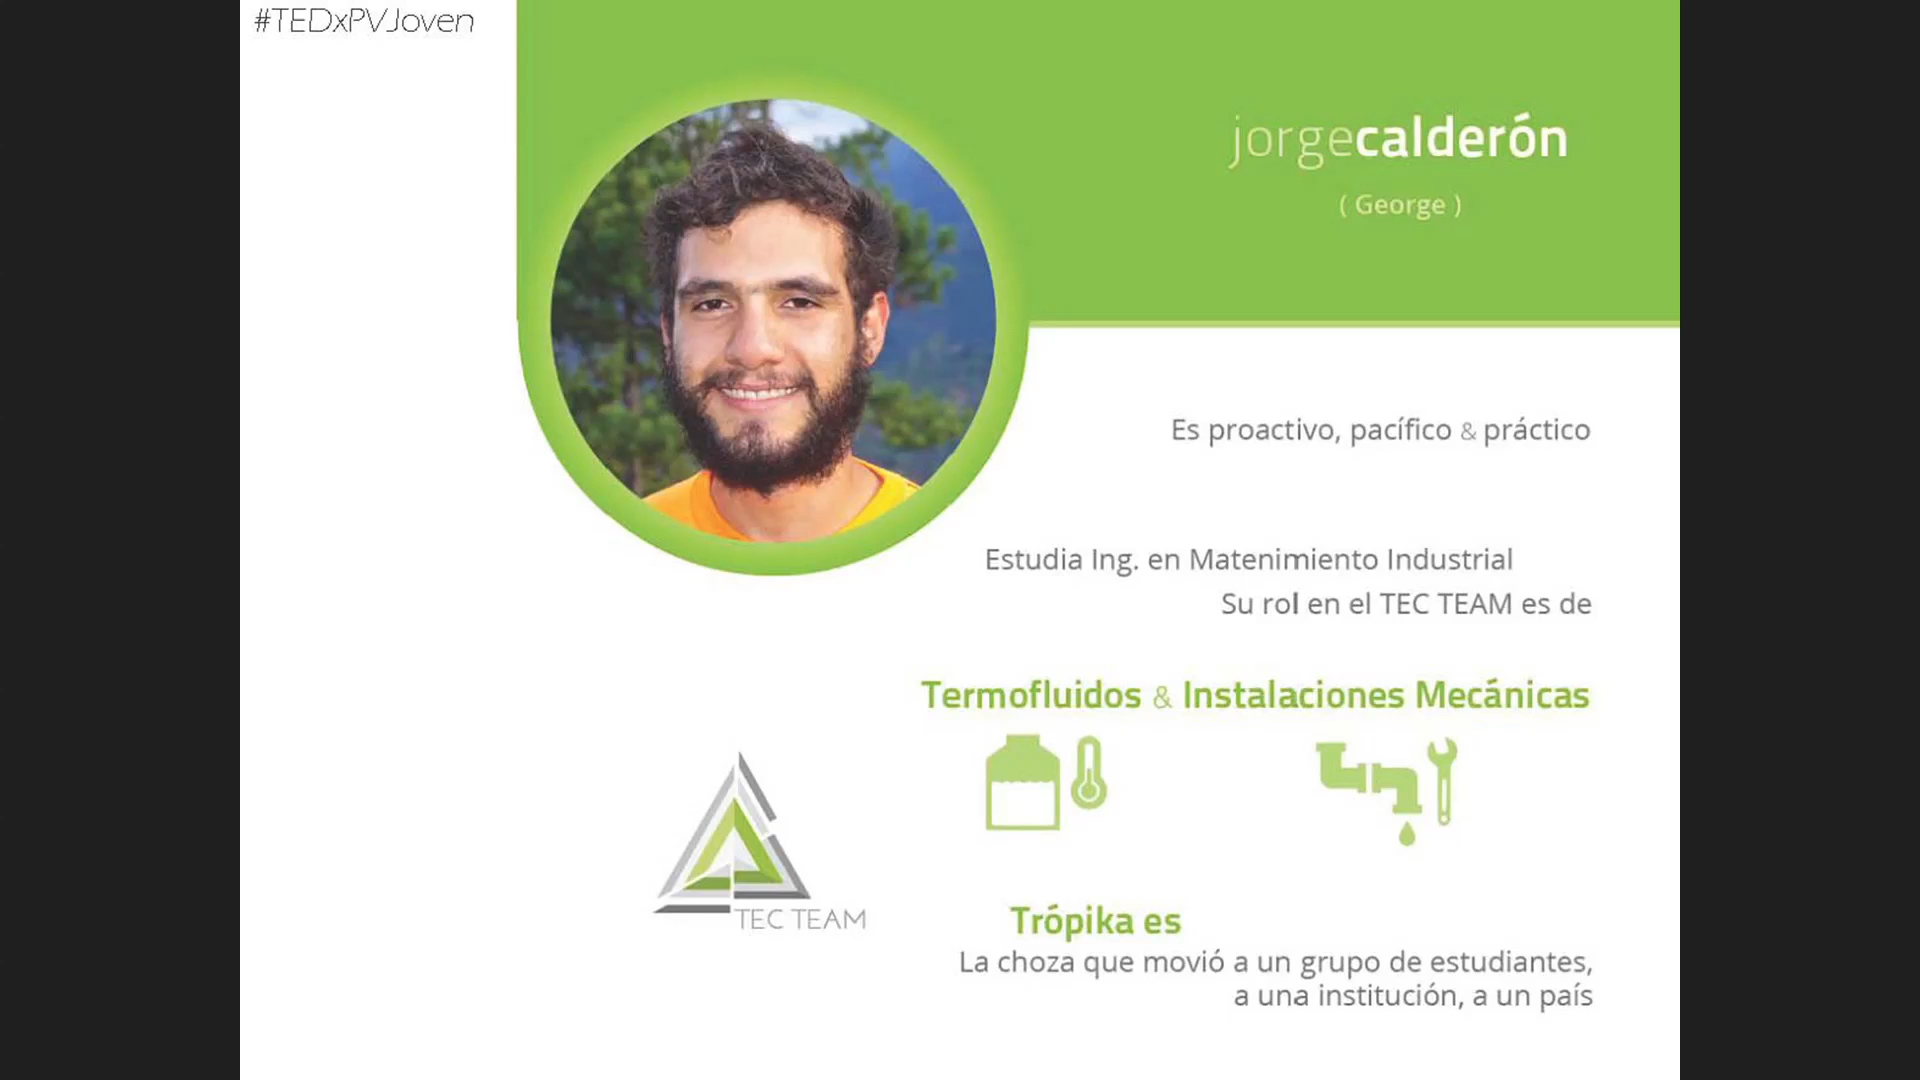 #TEDxPVJoven
jorgecalderón
( George )
Es proactivo, pacífico & práctico
Estudia Ing. en Matenimiento Industrial
Su rol en el TEC TEAM es de
Termofluidos & Instalaciones Mecánicas
TEC TEAM
Trópika es
La choza que movió a un grupo de estudiantes,
a una institución, a un país